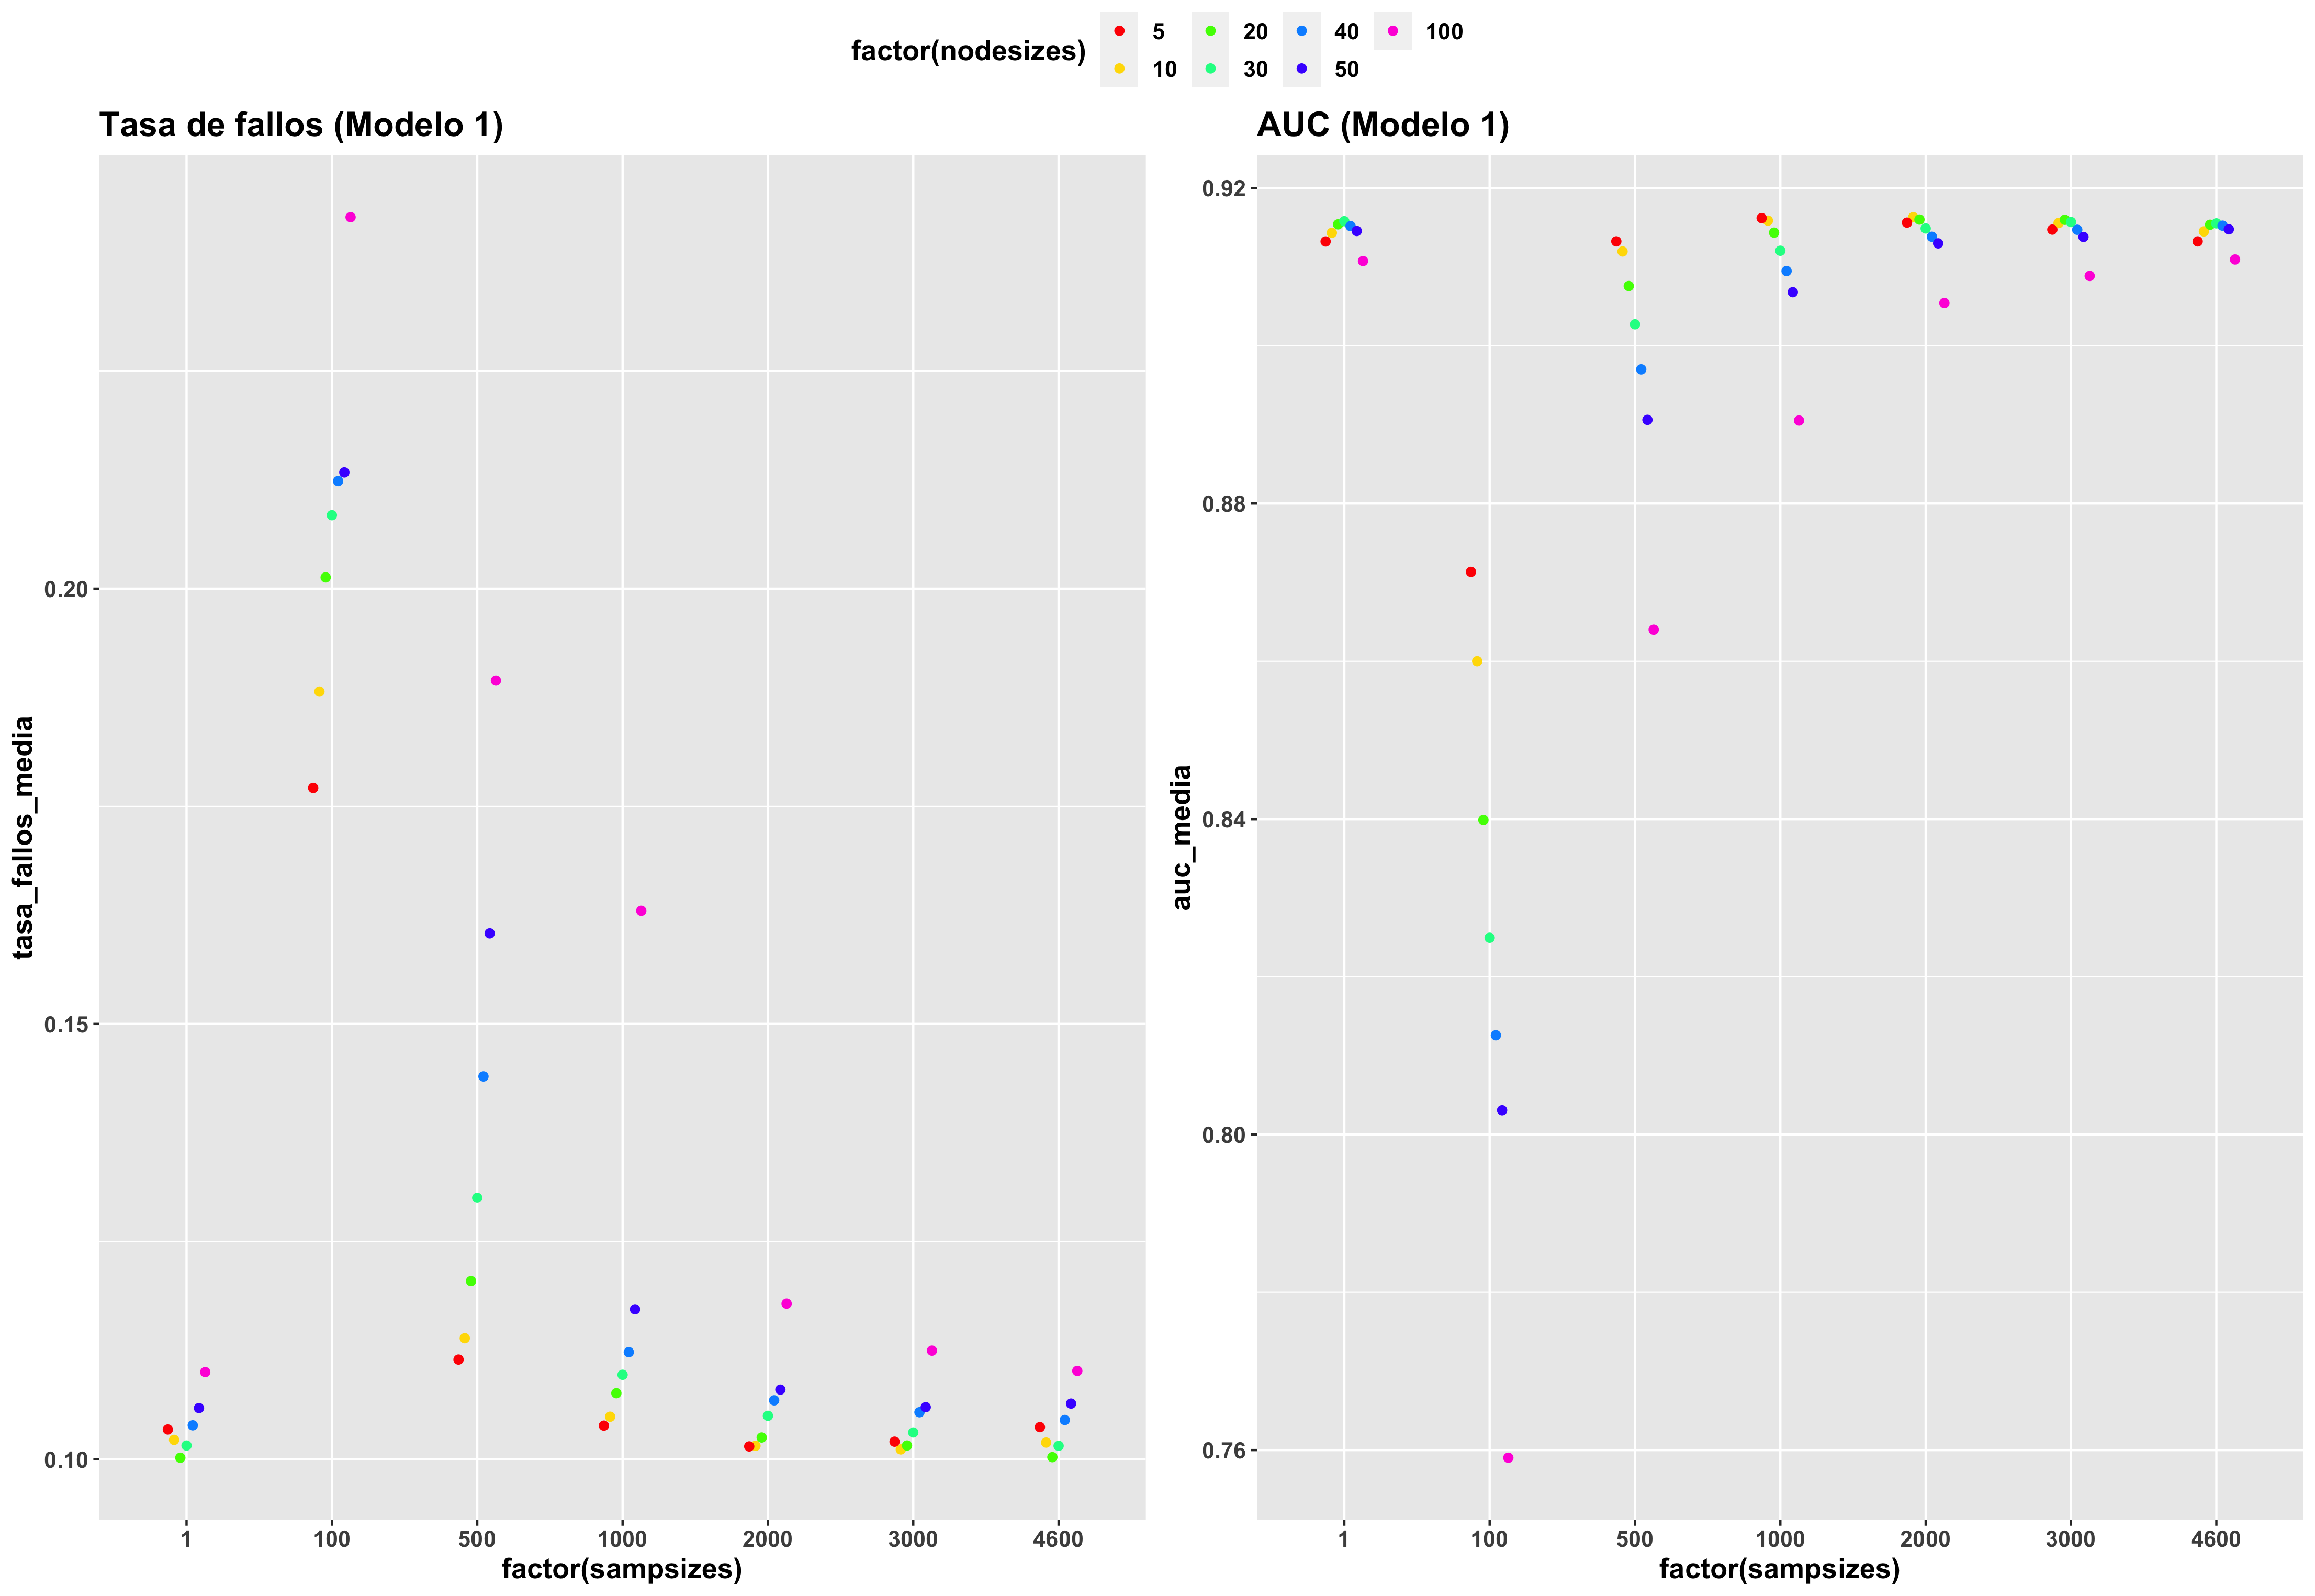 factor(nodesizes)
5 20 40 100
10 30 50
Tasa de fallos (Modelo 1)
tasa_fallos_media
0.20
0.15
0.10
1 100 500 1000 2000 3000 4600
factor(sampsizes)
AUC (Modelo 1)
auc_media
0.92
0.88
0.84
0.80
0.76
1 100 500 1000 2000 3000 4600
factor(sampsizes)